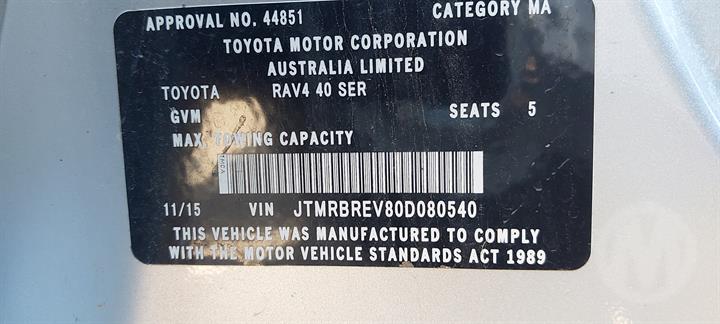 APPROVAL NO. 44851 CATEGORY MA
TOYOTA MOTOR CORPORATION
AUSTRALIA LIMITED
TOYOTA RAV4 40 SER
GVM SEATS 5
MAX. TOWING CAPACITY
11/15 VIN JTMRBREV80D080540
THIS VEHICLE WAS MANUFACTURED TO COMPLY
WITH THE MOTOR VEHICLE STANDARDS ACT 1989
M